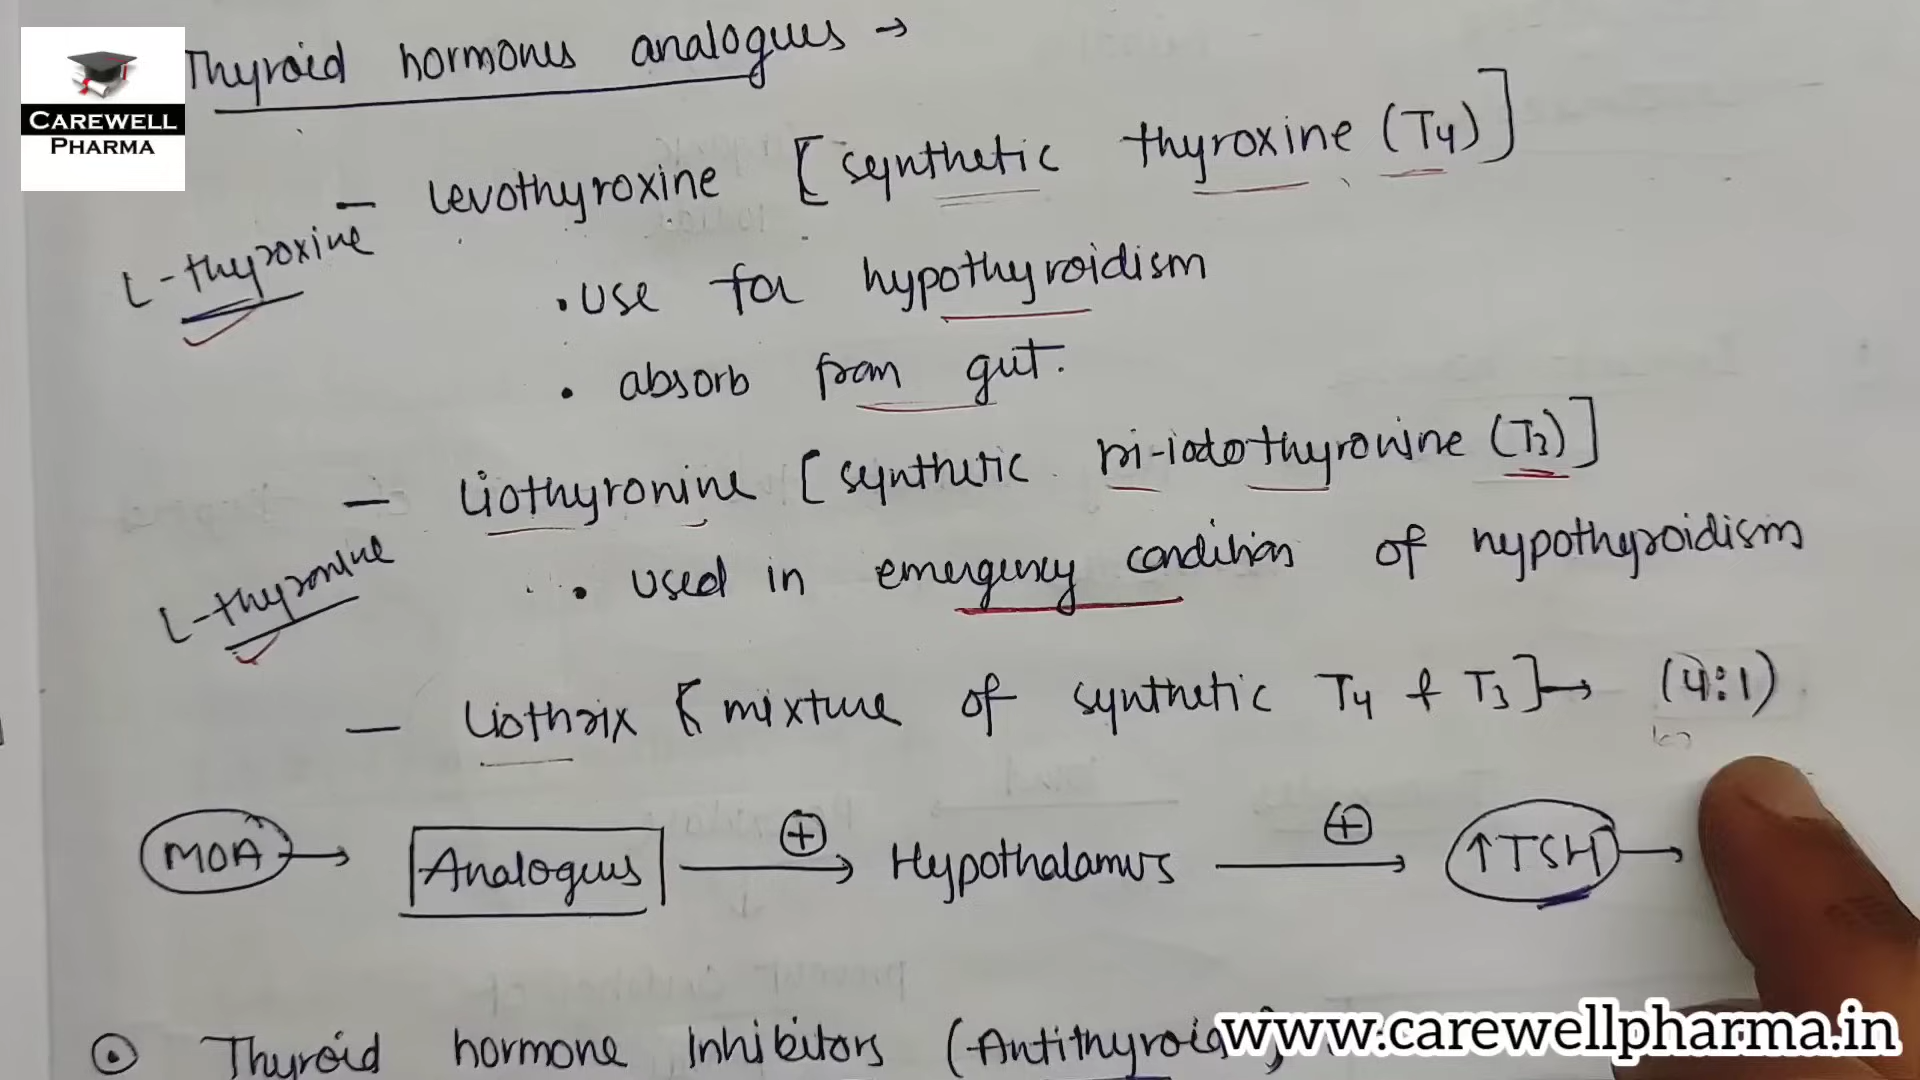 CAREWELL
PHARMA
Thyroid hormones analogues →
L-thyroxine
– Levothyroxine [synthetic thyroxine (T4)]
• Use for hypothyroidism
• absorb from gut.
L-thyronine
– Liothyronine [synthetic tri-iodothyronine (T3)]
• used in emergency condition of hypothyroidism
– Liothrix [mixture of synthetic T4 & T3] → (4:1)
MOA → Analogues ⊕→ Hypothalamus ⊕→ ↑TSH →
⊙ Thyroid hormone Inhibitors (Antithyroid
www.carewellpharma.in